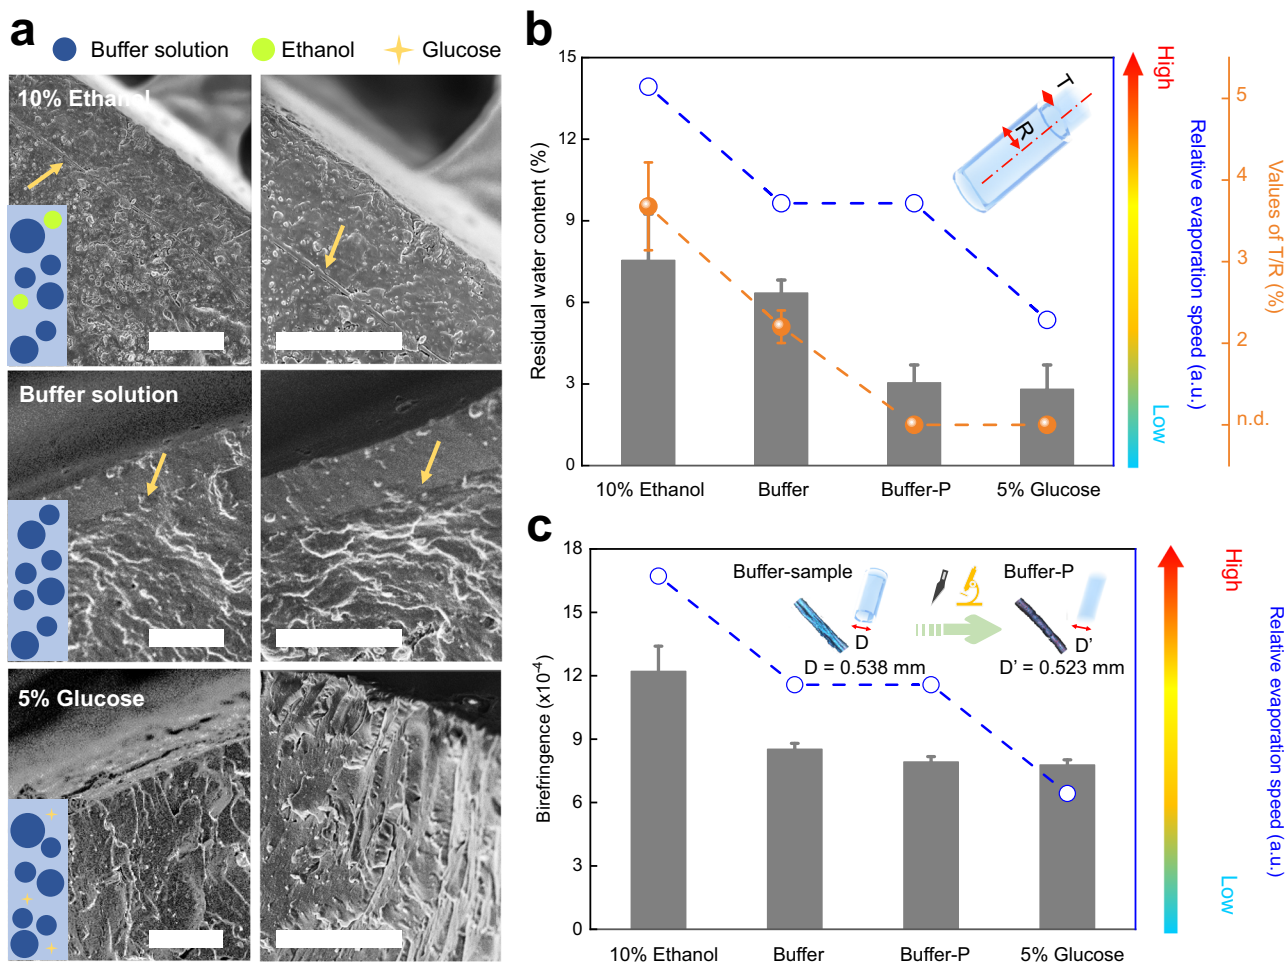 a
Buffer solution
Ethanol
Glucose
10% Ethanol
Buffer solution
5% Glucose
b
15
12
9
6
3
0
Residual water content (%)
10% Ethanol
Buffer
Buffer-P
5% Glucose
T
R
High
Low
Relative evaporation speed (a.u.)
5
4
3
2
n.d.
Values of T/R (%)
c
18
15
12
9
6
3
0
Birefringence (x10⁻⁴)
Buffer-sample
Buffer-P
D
D'
D = 0.538 mm
D' = 0.523 mm
10% Ethanol
Buffer
Buffer-P
5% Glucose
High
Low
Relative evaporation speed (a.u.)